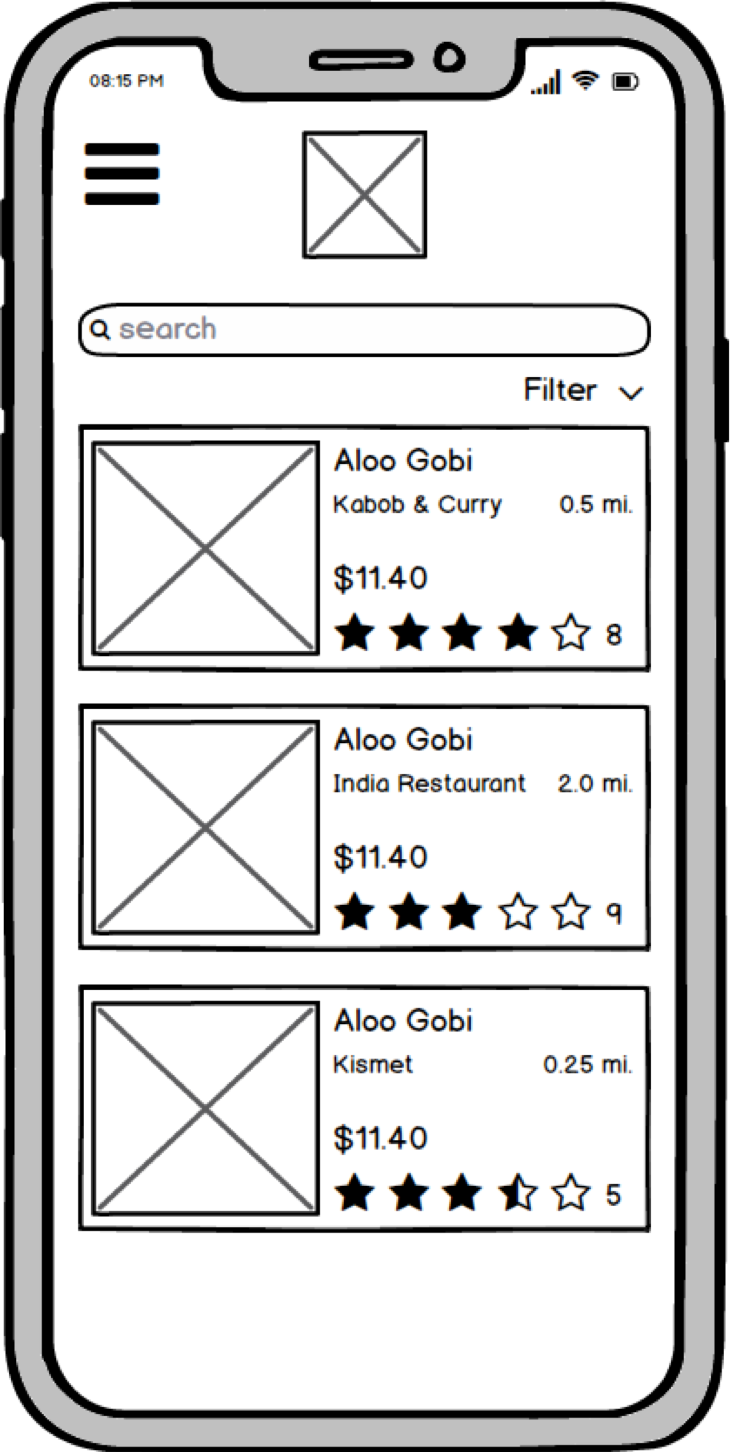 08:15 PM
search
Filter
Aloo Gobi
Kabob & Curry 0.5 mi.
$11.40
8
Aloo Gobi
India Restaurant 2.0 mi.
$11.40
9
Aloo Gobi
Kismet 0.25 mi.
$11.40
5